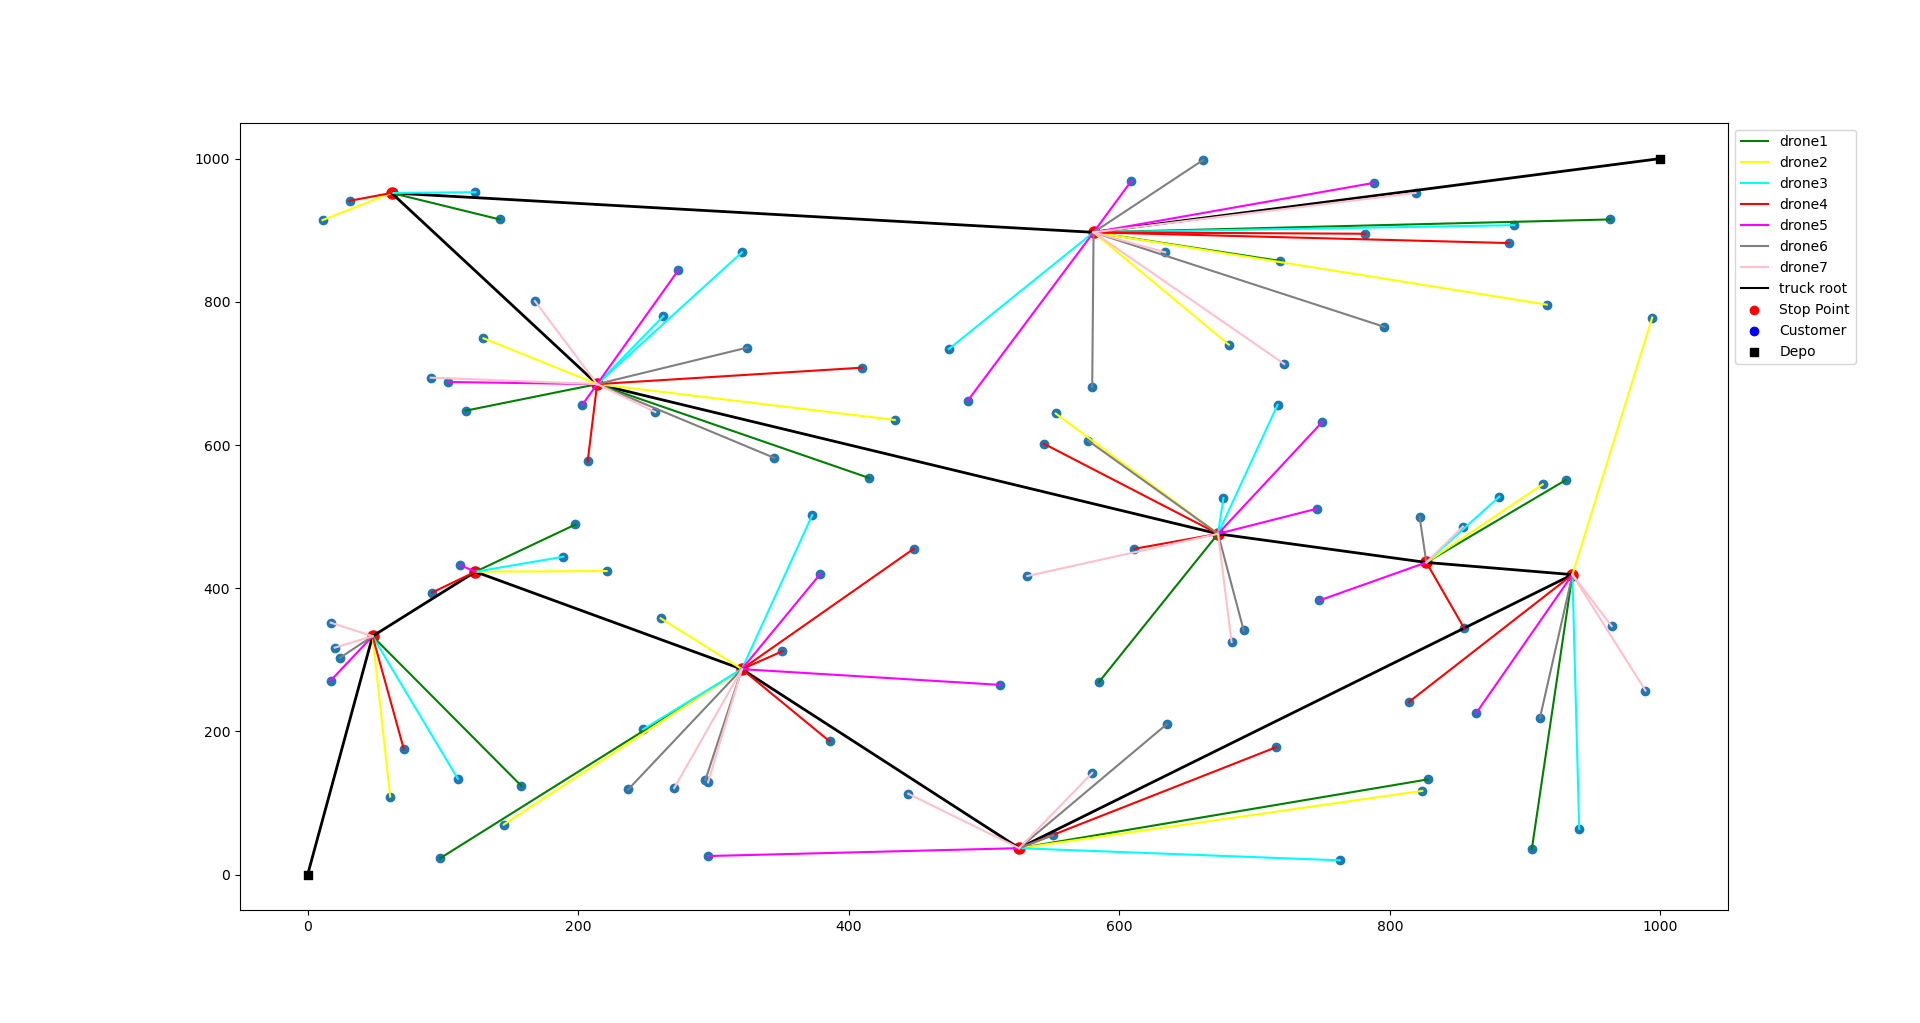 1000
800
600
400
200
0
0 200 400 600 800 1000
drone1
drone2
drone3
drone4
drone5
drone6
drone7
truck root
Stop Point
Customer
Depo